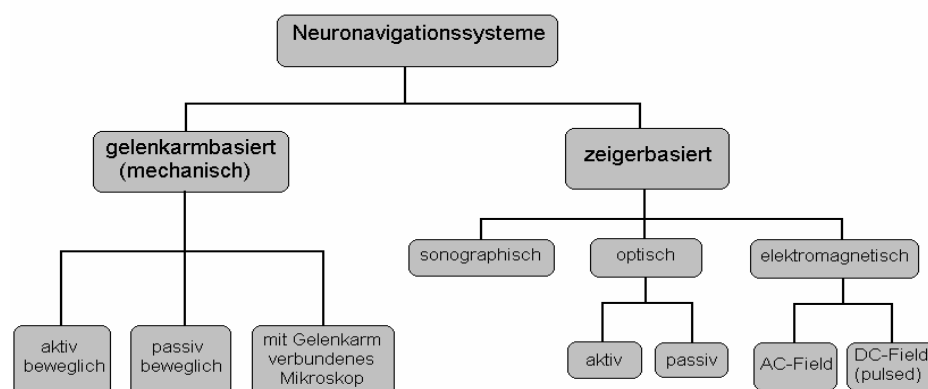 Neuronavigationssysteme
gelenkarmbasiert
(mechanisch)
zeigerbasiert
sonographisch
optisch
elektromagnetisch
aktiv
beweglich
passiv
beweglich
mit Gelenkarm
verbundenes
Mikroskop
aktiv
passiv
AC-Field
DC-Field
(pulsed)